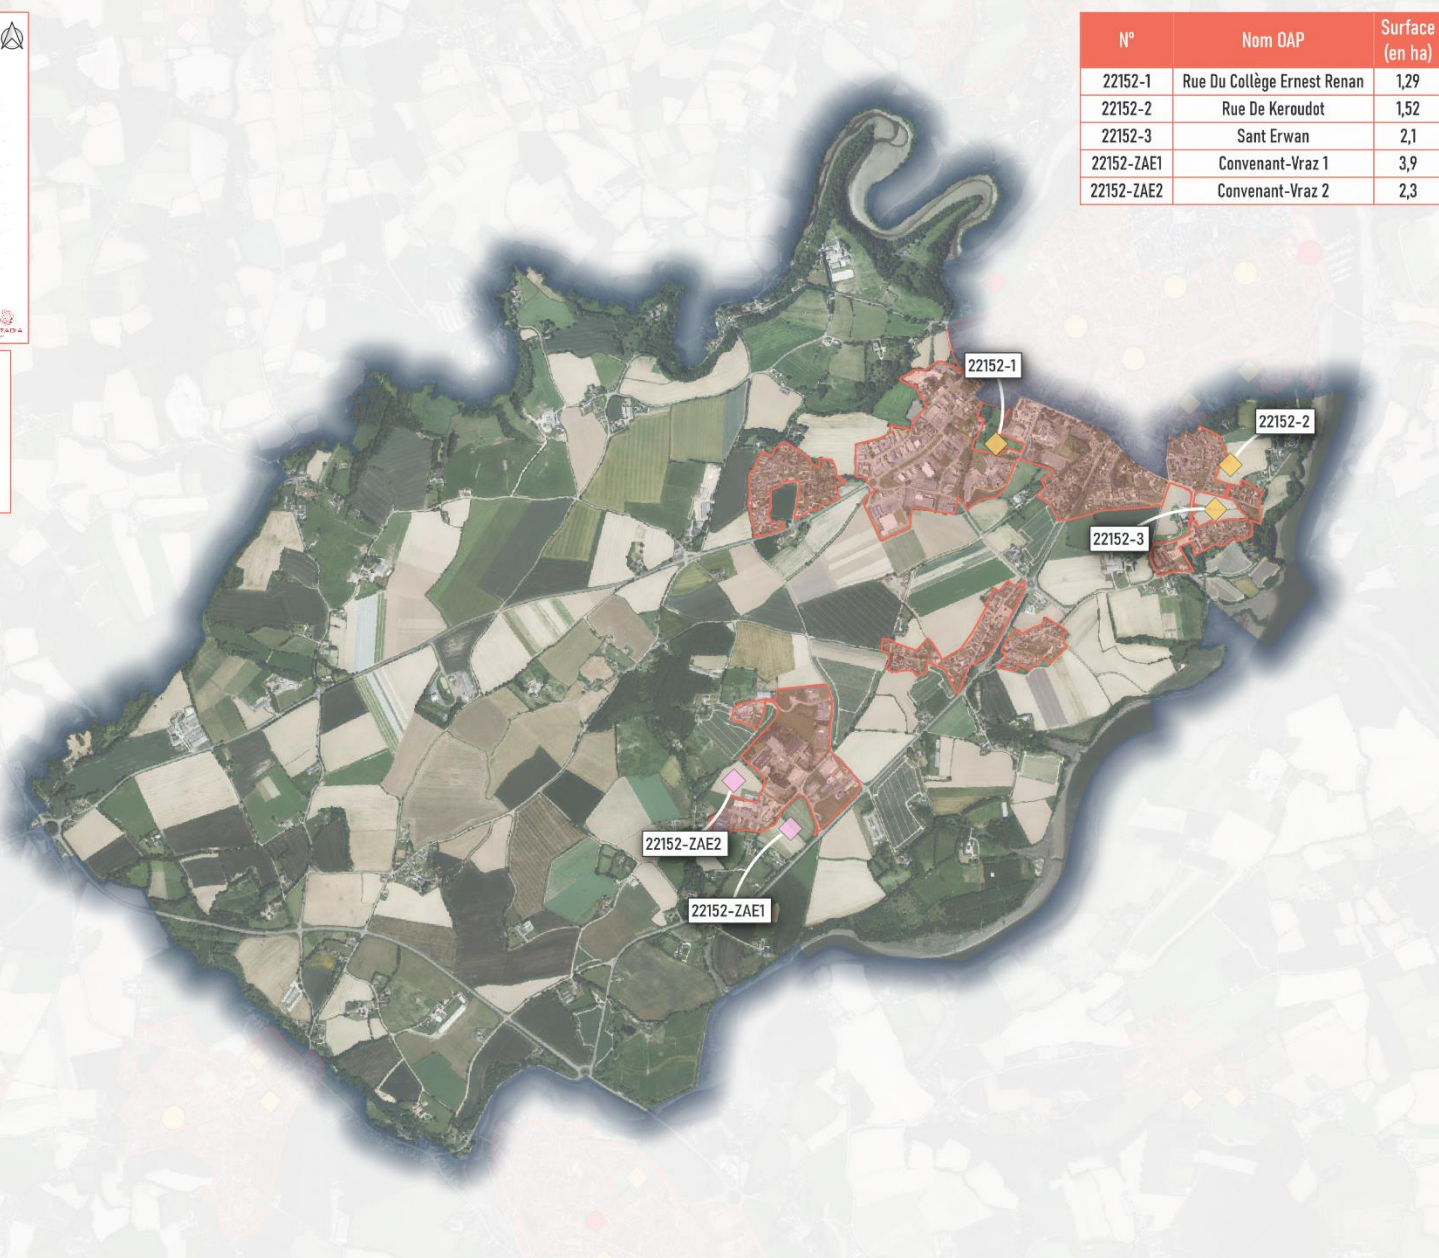 N° Nom OAP Surface (en ha)
22152-1 Rue Du Collège Ernest Renan 1,29
22152-2 Rue De Keroudot 1,52
22152-3 Sant Erwan 2,1
22152-ZAE1 Convenant-Vraz 1 3,9
22152-ZAE2 Convenant-Vraz 2 2,3
22152-1
22152-2
22152-3
22152-ZAE2
22152-ZAE1